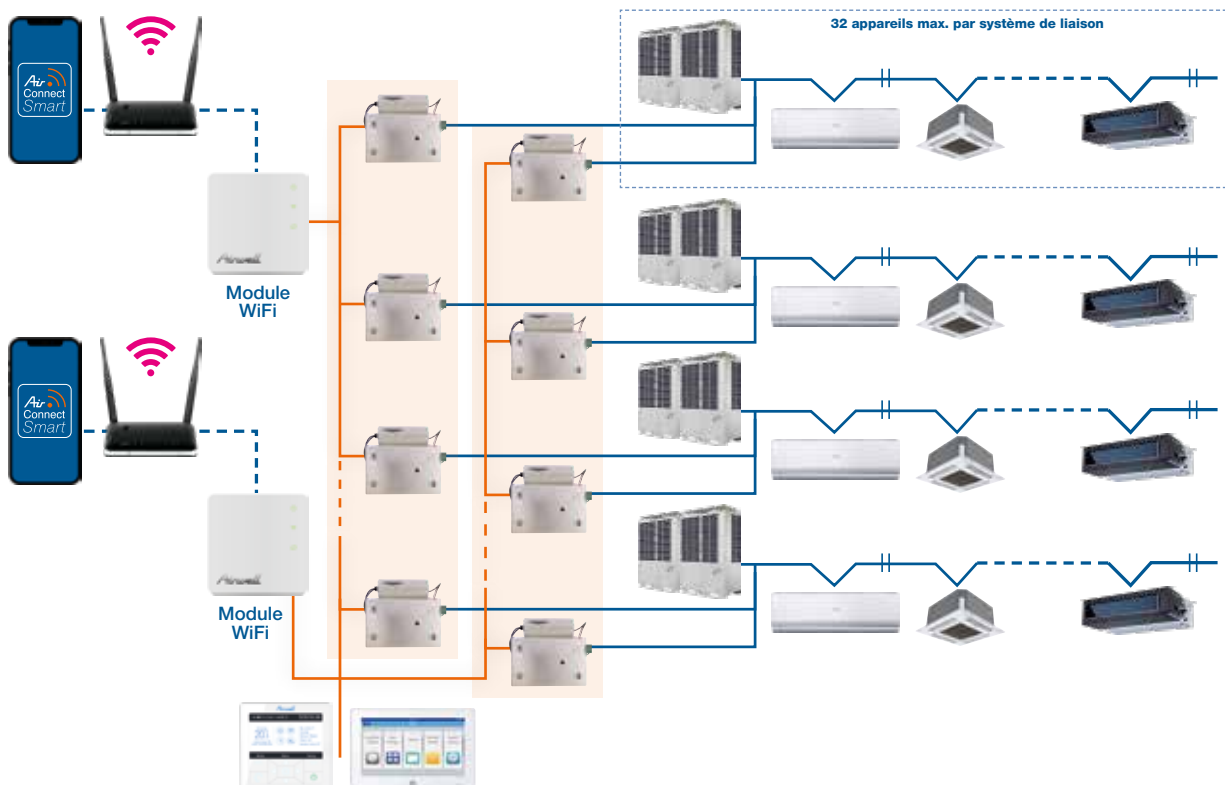 32 appareils max. par système de liaison
Air
Connect
Smart
Airwell
Module
WiFi
Air
Connect
Smart
Airwell
Module
WiFi
Airwell